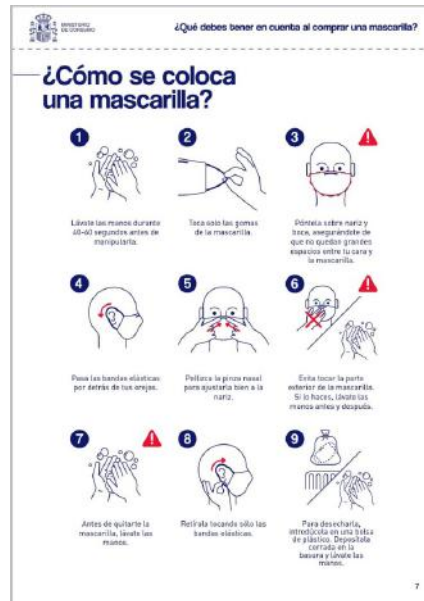 MINISTERIO
DE CONSUMO
¿Qué debes tener en cuenta al comprar una mascarilla?
¿Cómo se coloca
una mascarilla?
1
Lávate las manos durante
40-60 segundos antes de
manipularla.
2
Toca solo las gomas
de la mascarilla.
3
Póntela sobre nariz y
boca, asegurándote de
que no quedan grandes
espacios entre tu cara y
la mascarilla.
4
Pasa las bandas elásticas
por detrás de tus orejas.
5
Pellizca la pinza nasal
para ajustarla bien a la
nariz.
6
Evita tocar la parte
exterior de la mascarilla.
Si lo haces, lávate las
manos antes y después.
7
Antes de quitarte la
mascarilla, lávate las
manos.
8
Retírala tocando sólo las
bandas elásticas.
9
Para desecharla,
introdúcela en una bolsa
de plástico. Deposítala
cerrada en la
basura y lávate las
manos.
7